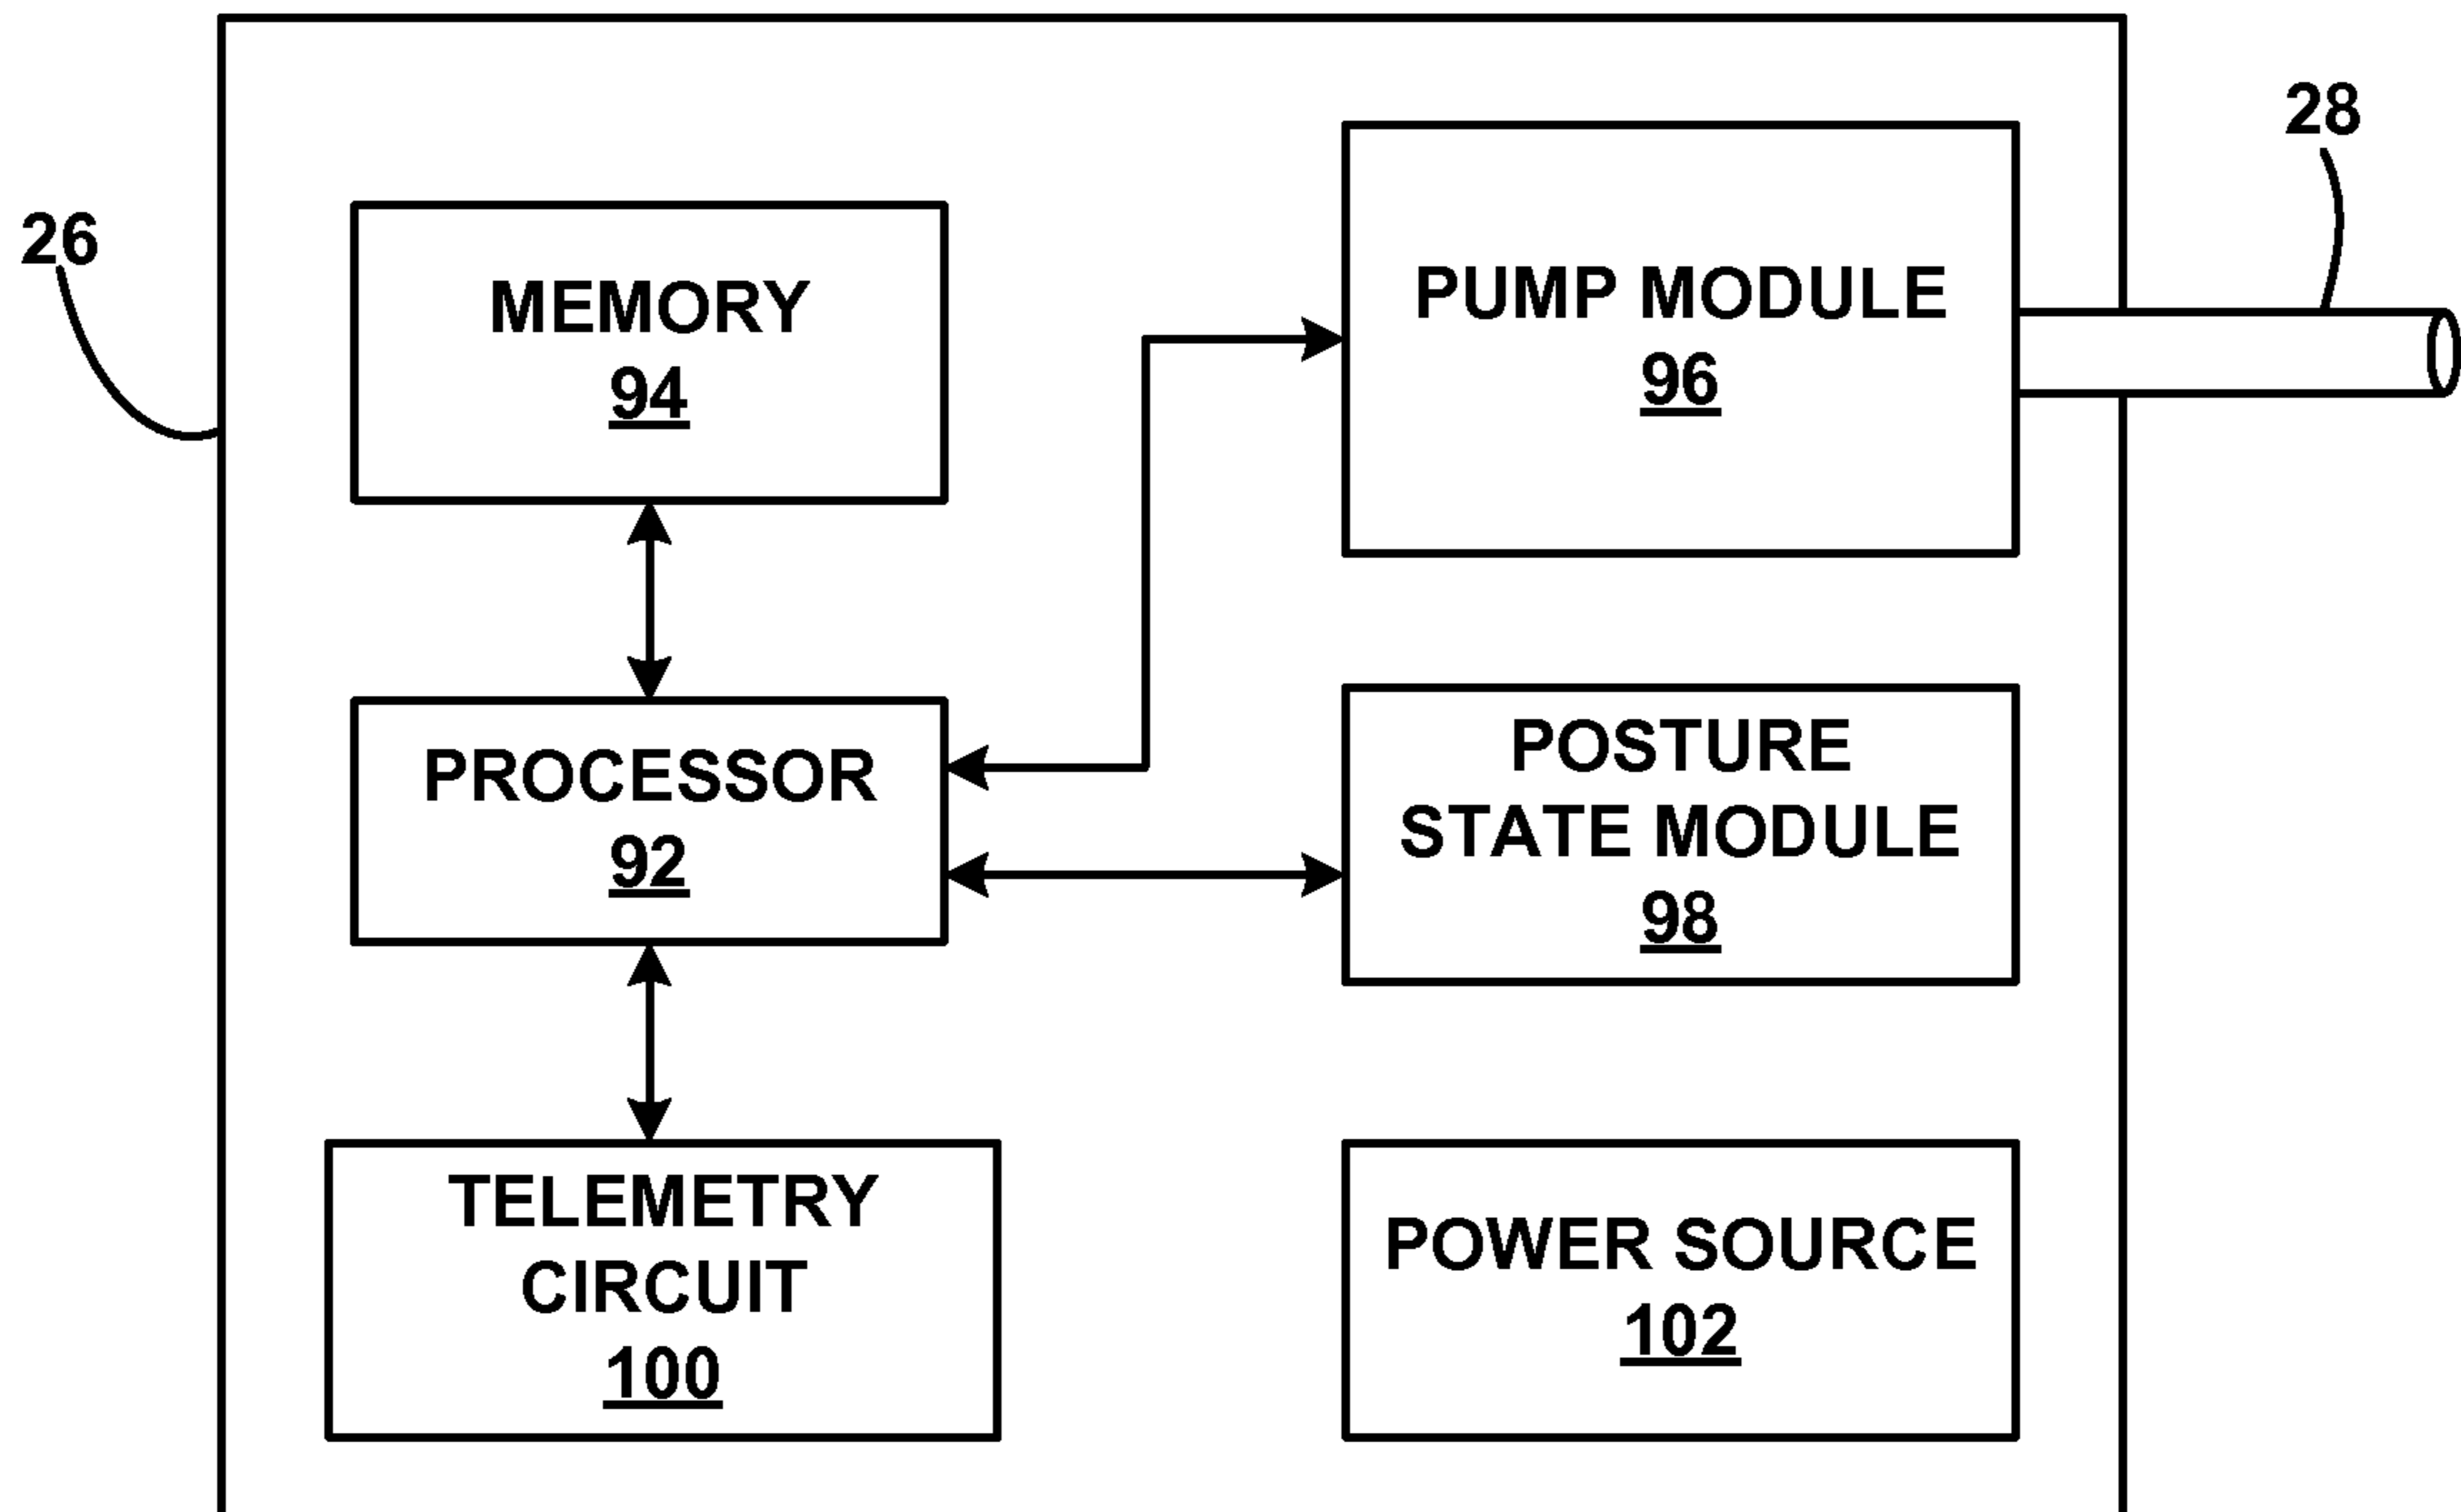 26
28
MEMORY
94
PUMP MODULE
96
PROCESSOR
92
POSTURE
STATE MODULE
98
TELEMETRY
CIRCUIT
100
POWER SOURCE
102